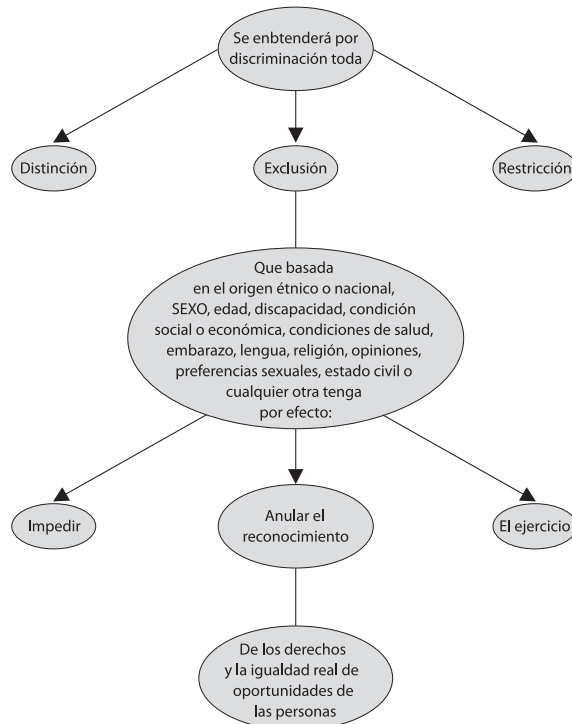 Se enbtenderá por
discriminación toda
Distinción
Exclusión
Restricción
Que basada
en el origen étnico o nacional,
SEXO, edad, discapacidad, condición
social o económica, condiciones de salud,
embarazo, lengua, religión, opiniones,
preferencias sexuales, estado civil o
cualquier otra tenga
por efecto:
Impedir
Anular el
reconocimiento
El ejercicio
De los derechos
y la igualdad real de
oportunidades de
las personas